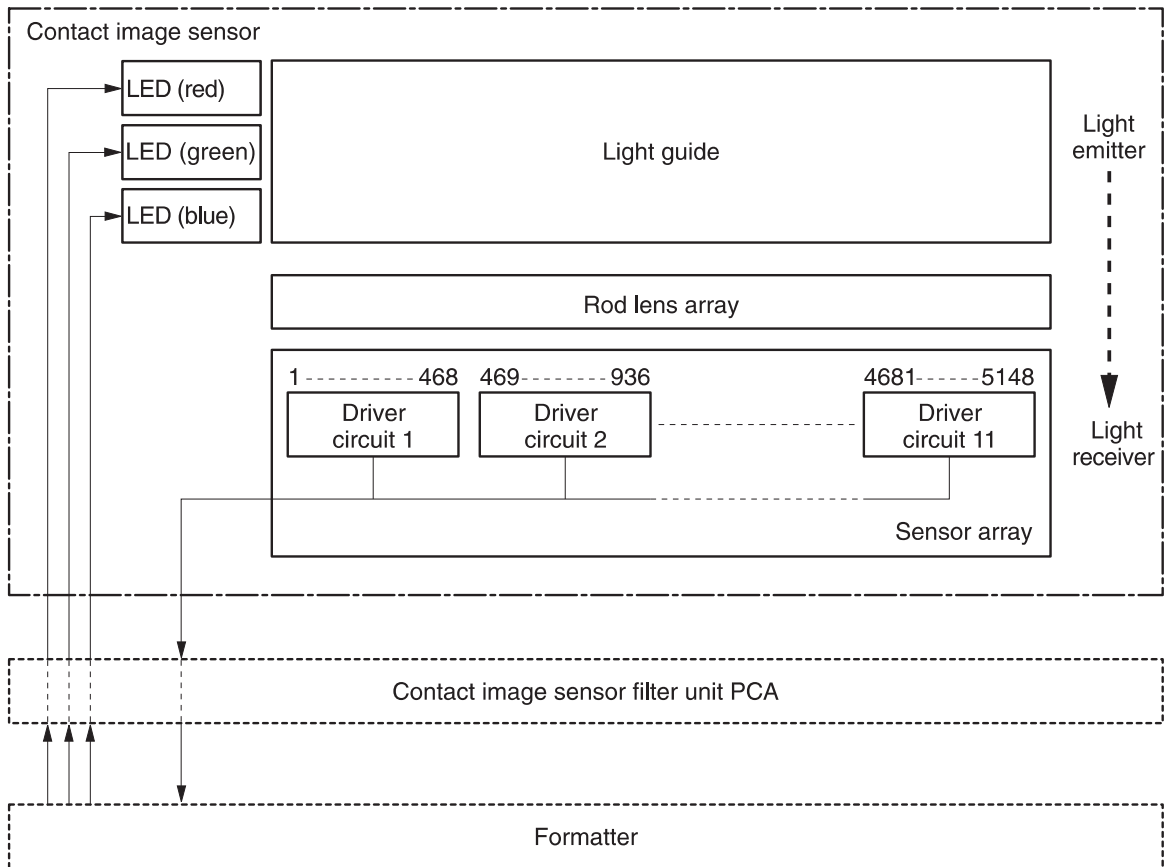 Contact image sensor
LED (red)
LED (green)
LED (blue)
Light guide
Light
emitter
Rod lens array
1 468 469 936 4681 5148
Driver
circuit 1
Driver
circuit 2
Driver
circuit 11
Light
receiver
Sensor array
Contact image sensor filter unit PCA
Formatter